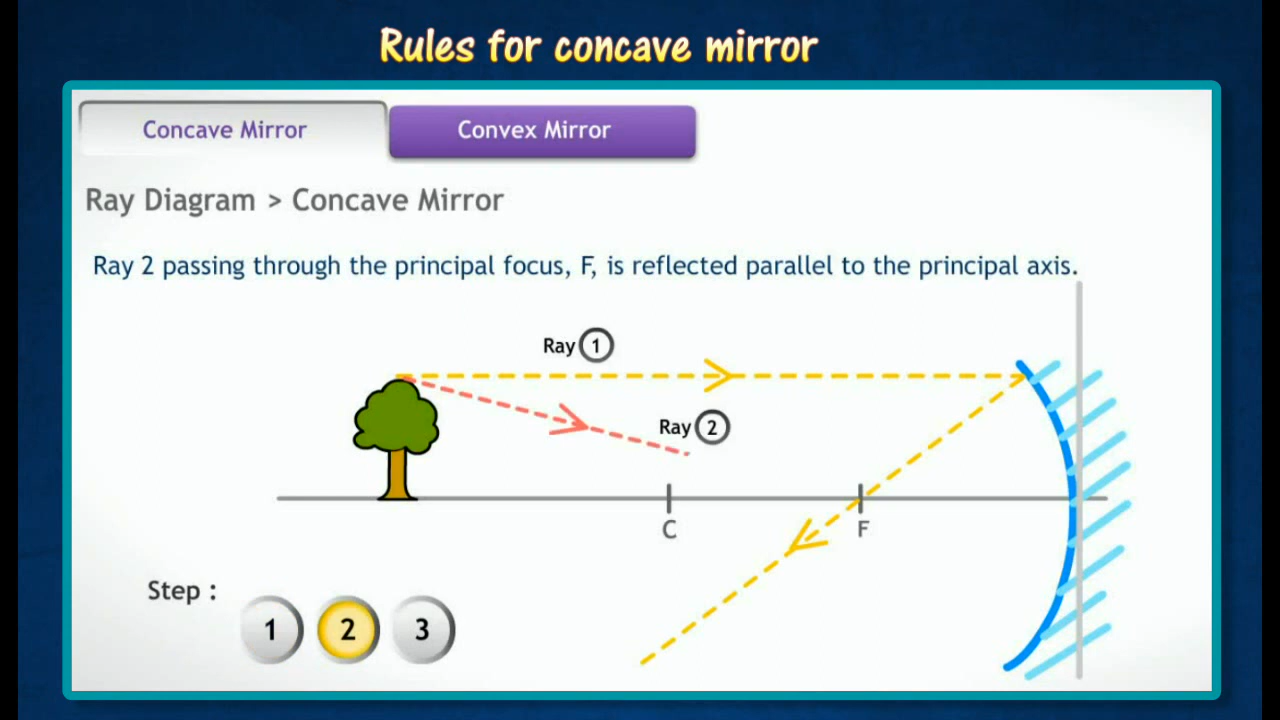 Rules for concave mirror
Concave Mirror
Convex Mirror
Ray Diagram > Concave Mirror
Ray 2 passing through the principal focus, F, is reflected parallel to the principal axis.
Ray 1
Ray 2
C
F
Step :
1 2 3